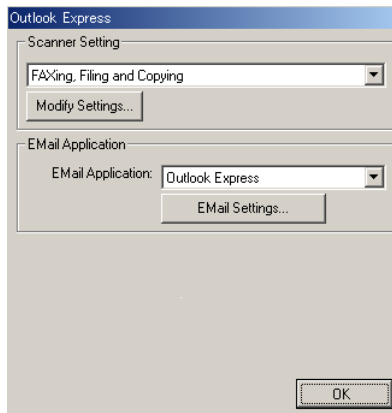 Outlook Express
Scanner Setting
FAXing, Filing and Copying
Modify Settings...
EMail Application
EMail Application: Outlook Express
EMail Settings...
OK